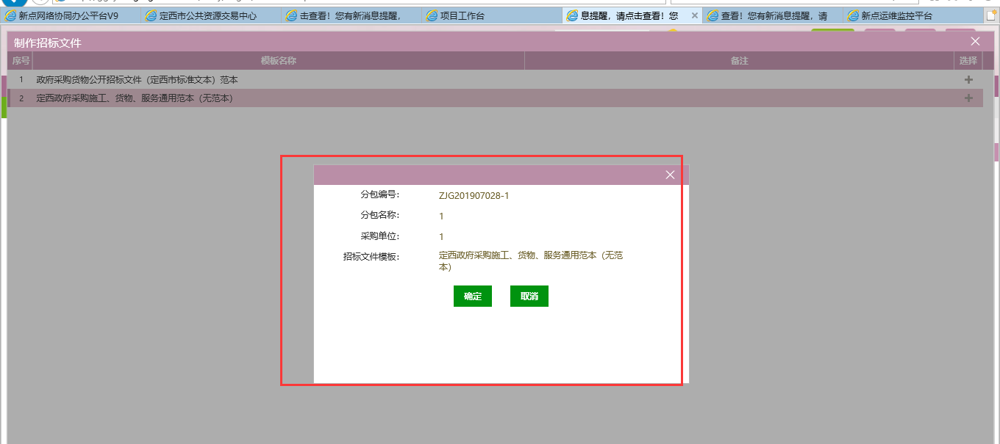 新点网络协同办公平台V9
定西市公共资源交易中心
击查看！您有新消息提醒，
项目工作台
息提醒，请点击查看！您
查看！您有新消息提醒，请
新点运维监控平台
制作招标文件
序号 模板名称 备注 选择
1 政府采购货物公开招标文件（定西市标准文本）范本
2 定西政府采购施工、货物、服务通用范本（无范本）
分包编号： ZJG201907028-1
分包名称： 1
采购单位： 1
招标文件模板： 定西政府采购施工、货物、服务通用范本（无范
本）
确定 取消